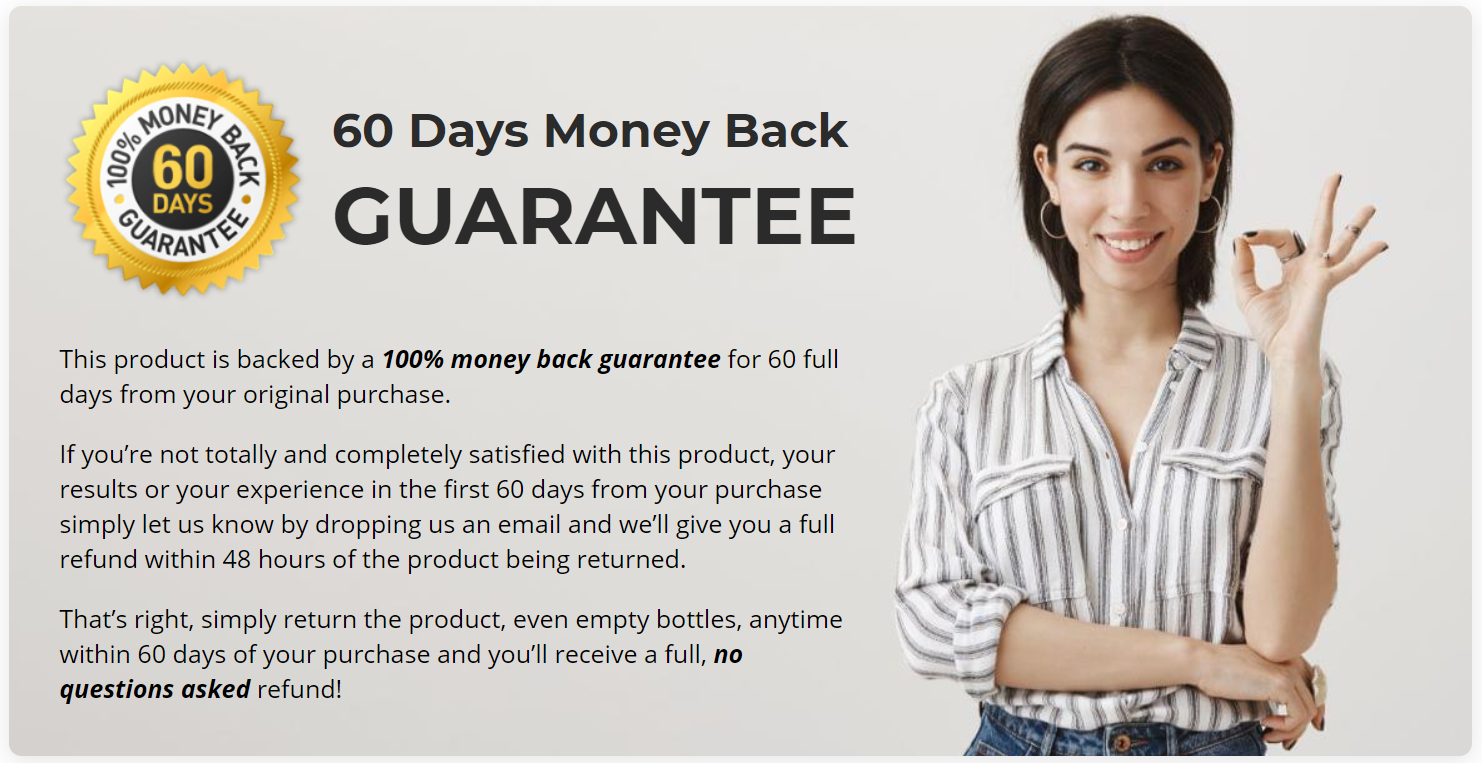 100% MONEY BACK
60
DAYS
GUARANTEE
60 Days Money Back
GUARANTEE
This product is backed by a 100% money back guarantee for 60 full
days from your original purchase.
If you’re not totally and completely satisfied with this product, your
results or your experience in the first 60 days from your purchase
simply let us know by dropping us an email and we’ll give you a full
refund within 48 hours of the product being returned.
That’s right, simply return the product, even empty bottles, anytime
within 60 days of your purchase and you’ll receive a full, no
questions asked refund!